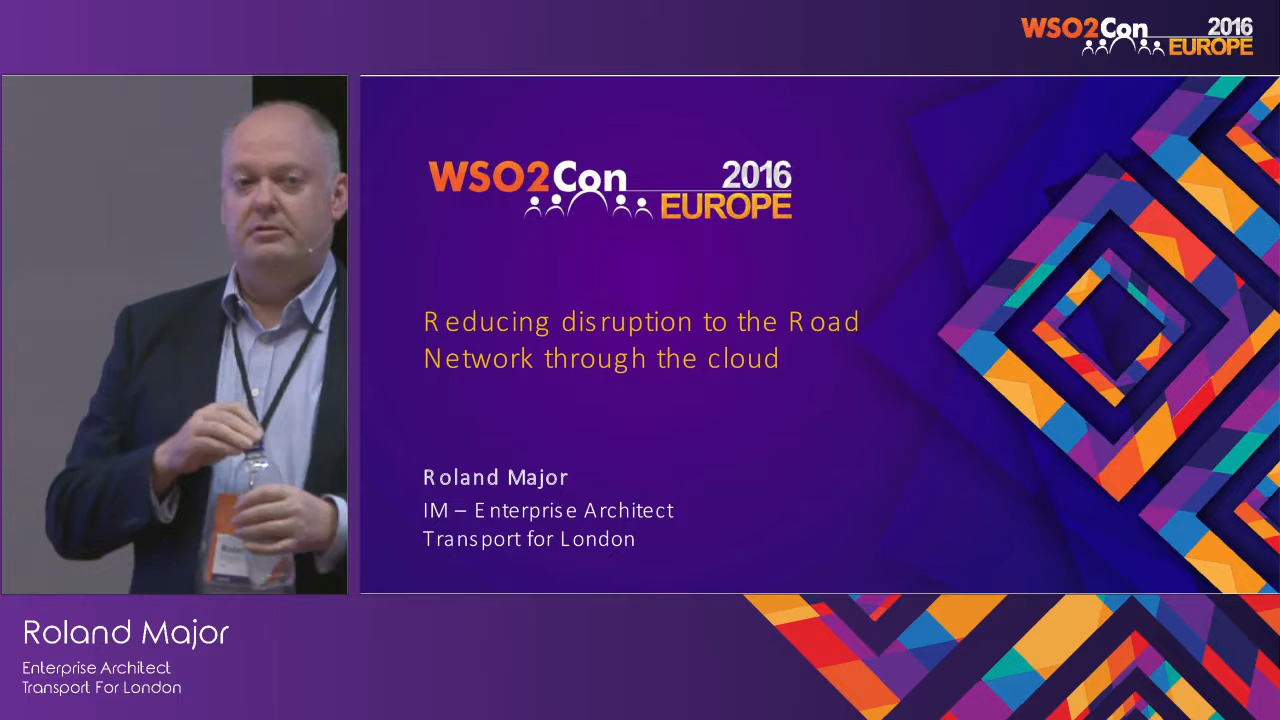 WSO2Con 2016
EUROPE
WSO2Con 2016
EUROPE
Reducing disruption to the Road
Network through the cloud
Roland Major
IM – Enterprise Architect
Transport for London
Roland Major
Enterprise Architect
Transport For London